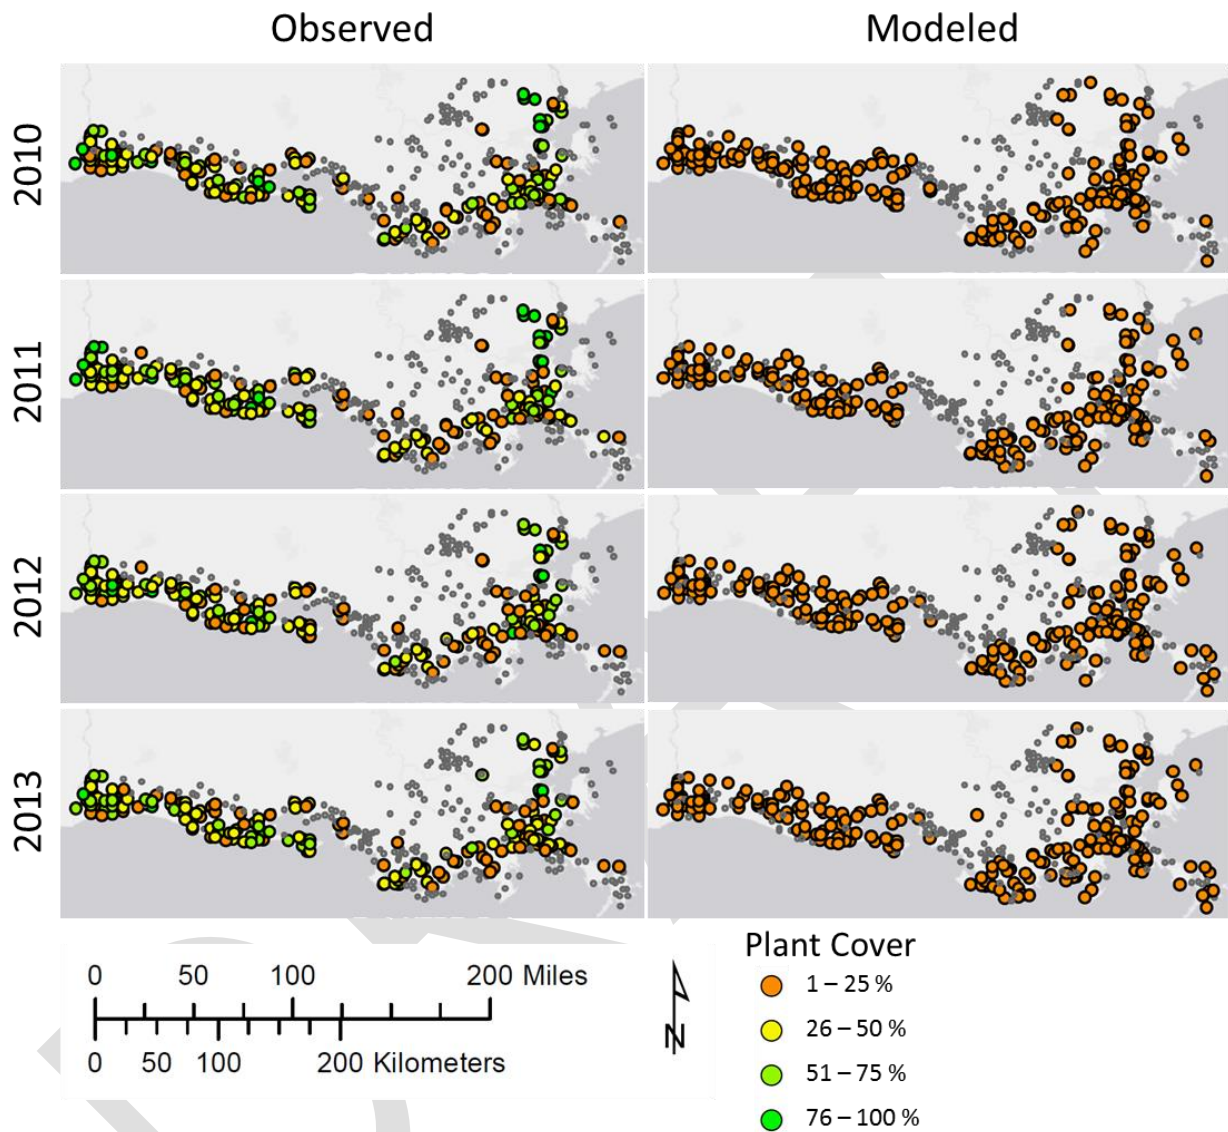 Observed Modeled
2010
2011
2012
2013
0 50 100 200 Miles
0 50 100 200 Kilometers
N
Plant Cover
1 – 25 %
26 – 50 %
51 – 75 %
76 – 100 %